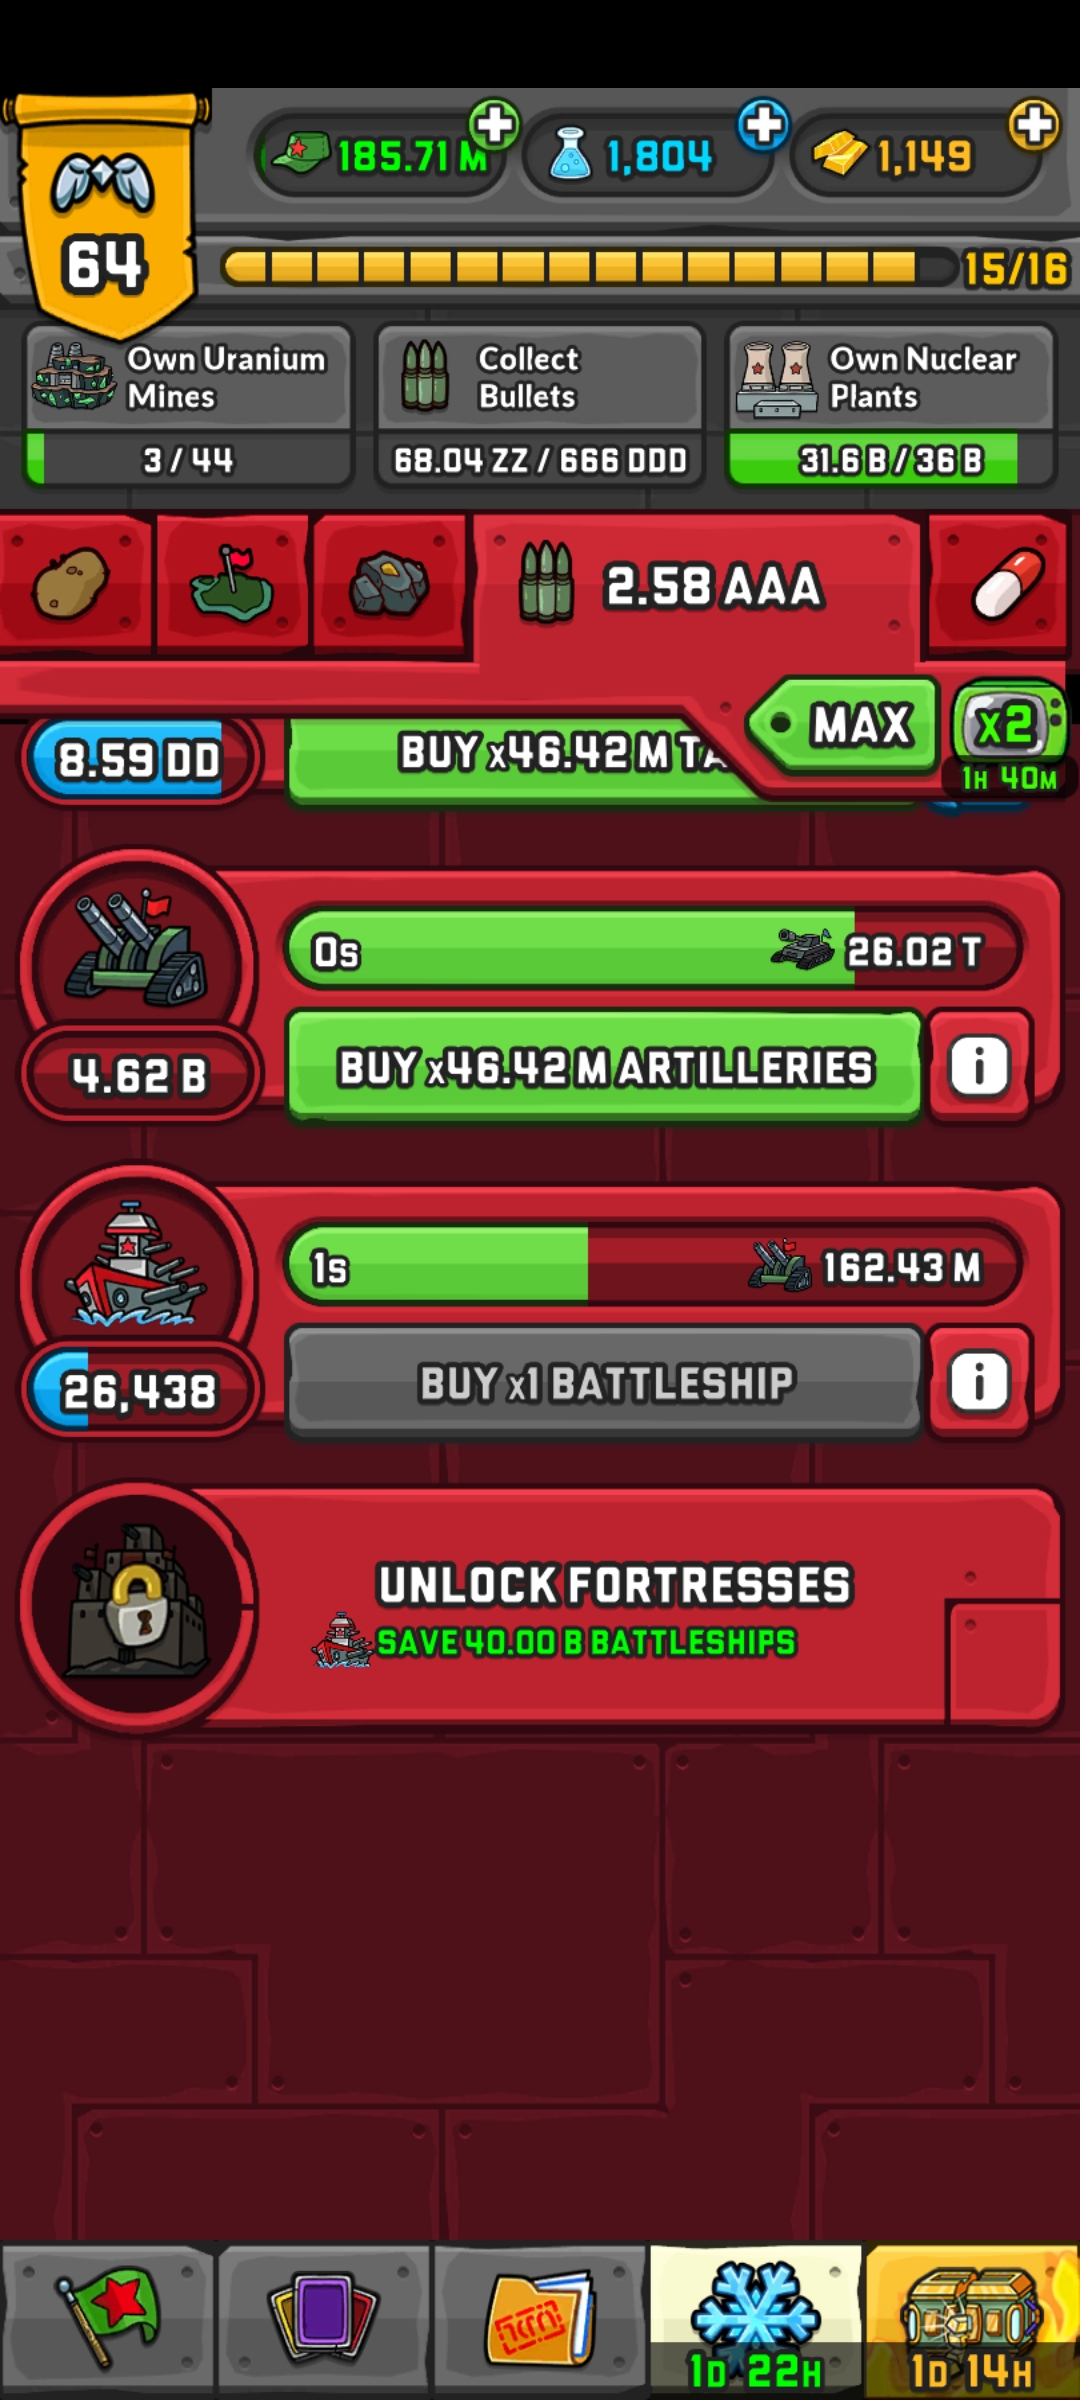 185.71 M
1,804
1,149
64
15/16
Own Uranium
Mines
3 / 44
Collect
Bullets
68.04 ZZ / 666 DDD
Own Nuclear
Plants
31.6 B / 36 B
2.58 AAA
MAX
x2
1H 40M
8.59 DD
BUY x46.42 M TA
0s
26.02 T
4.62 B
BUY x46.42 M ARTILLERIES
i
1s
162.43 M
26,438
BUY x1 BATTLESHIP
i
UNLOCK FORTRESSES
SAVE 40.00 B BATTLESHIPS
1D 22H
1D 14H